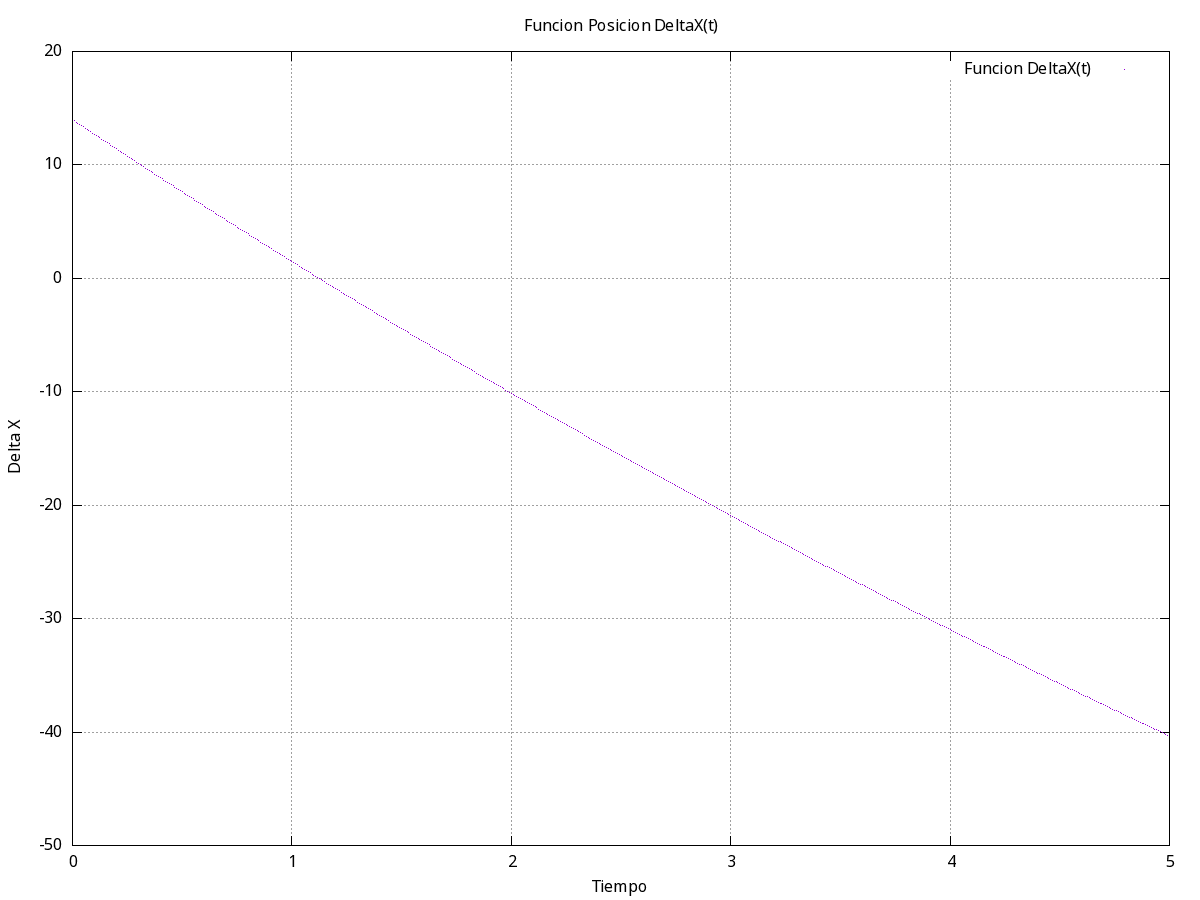 Funcion Posicion DeltaX(t)
Funcion DeltaX(t)
20
10
0
-10
-20
-30
-40
-50
Delta X
0 1 2 3 4 5
Tiempo